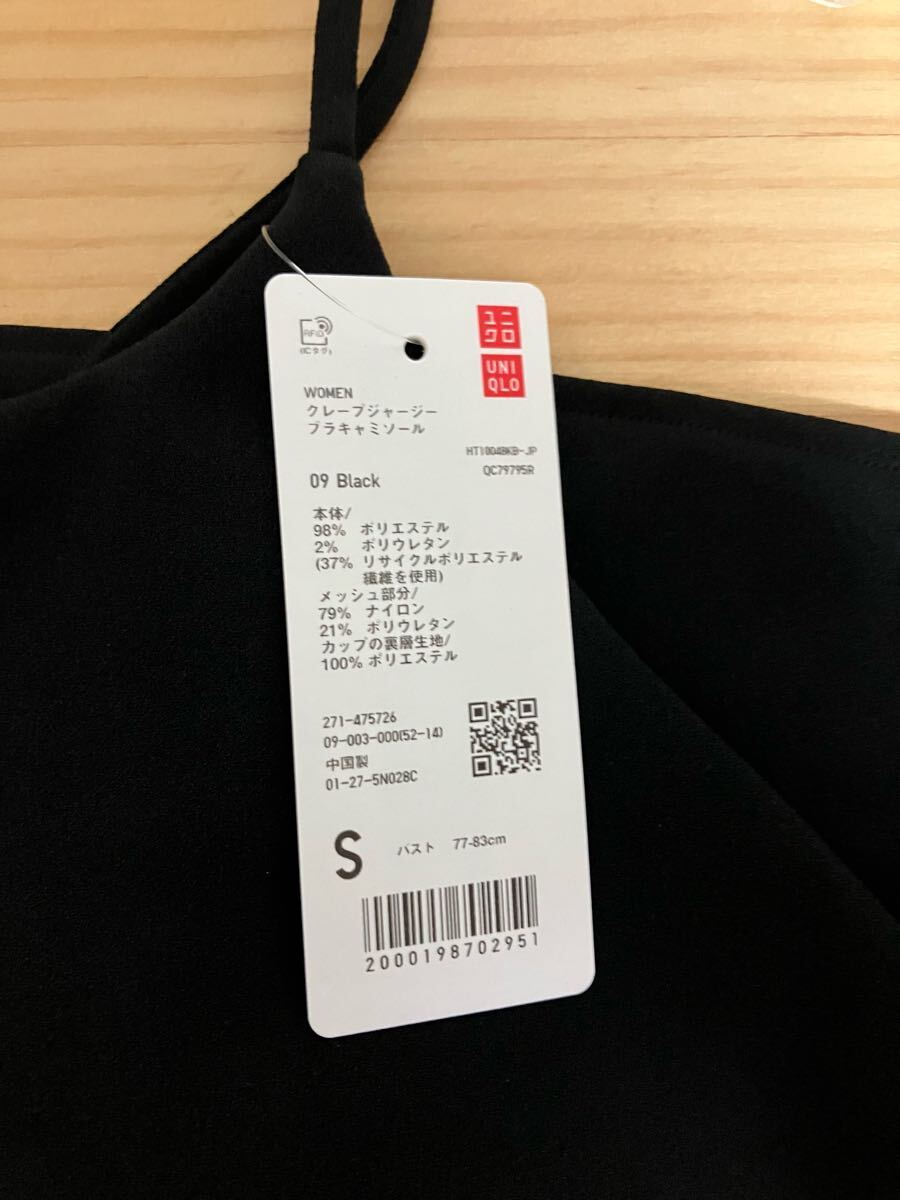 RFID
(ICタグ)
ユニ
クロ
UNI
QLO
WOMEN
クレープジャージー
ブラキャミソール
HT1004BKB-JP
QC79795R
09 Black
本体/
98% ポリエステル
2% ポリウレタン
(37% リサイクルポリエステル
繊維を使用)
メッシュ部分/
79% ナイロン
21% ポリウレタン
カップの裏層生地/
100% ポリエステル
271-475726
09-003-000(52-14)
中国製
01-27-5N028C
S バスト 77-83cm
2000198702951